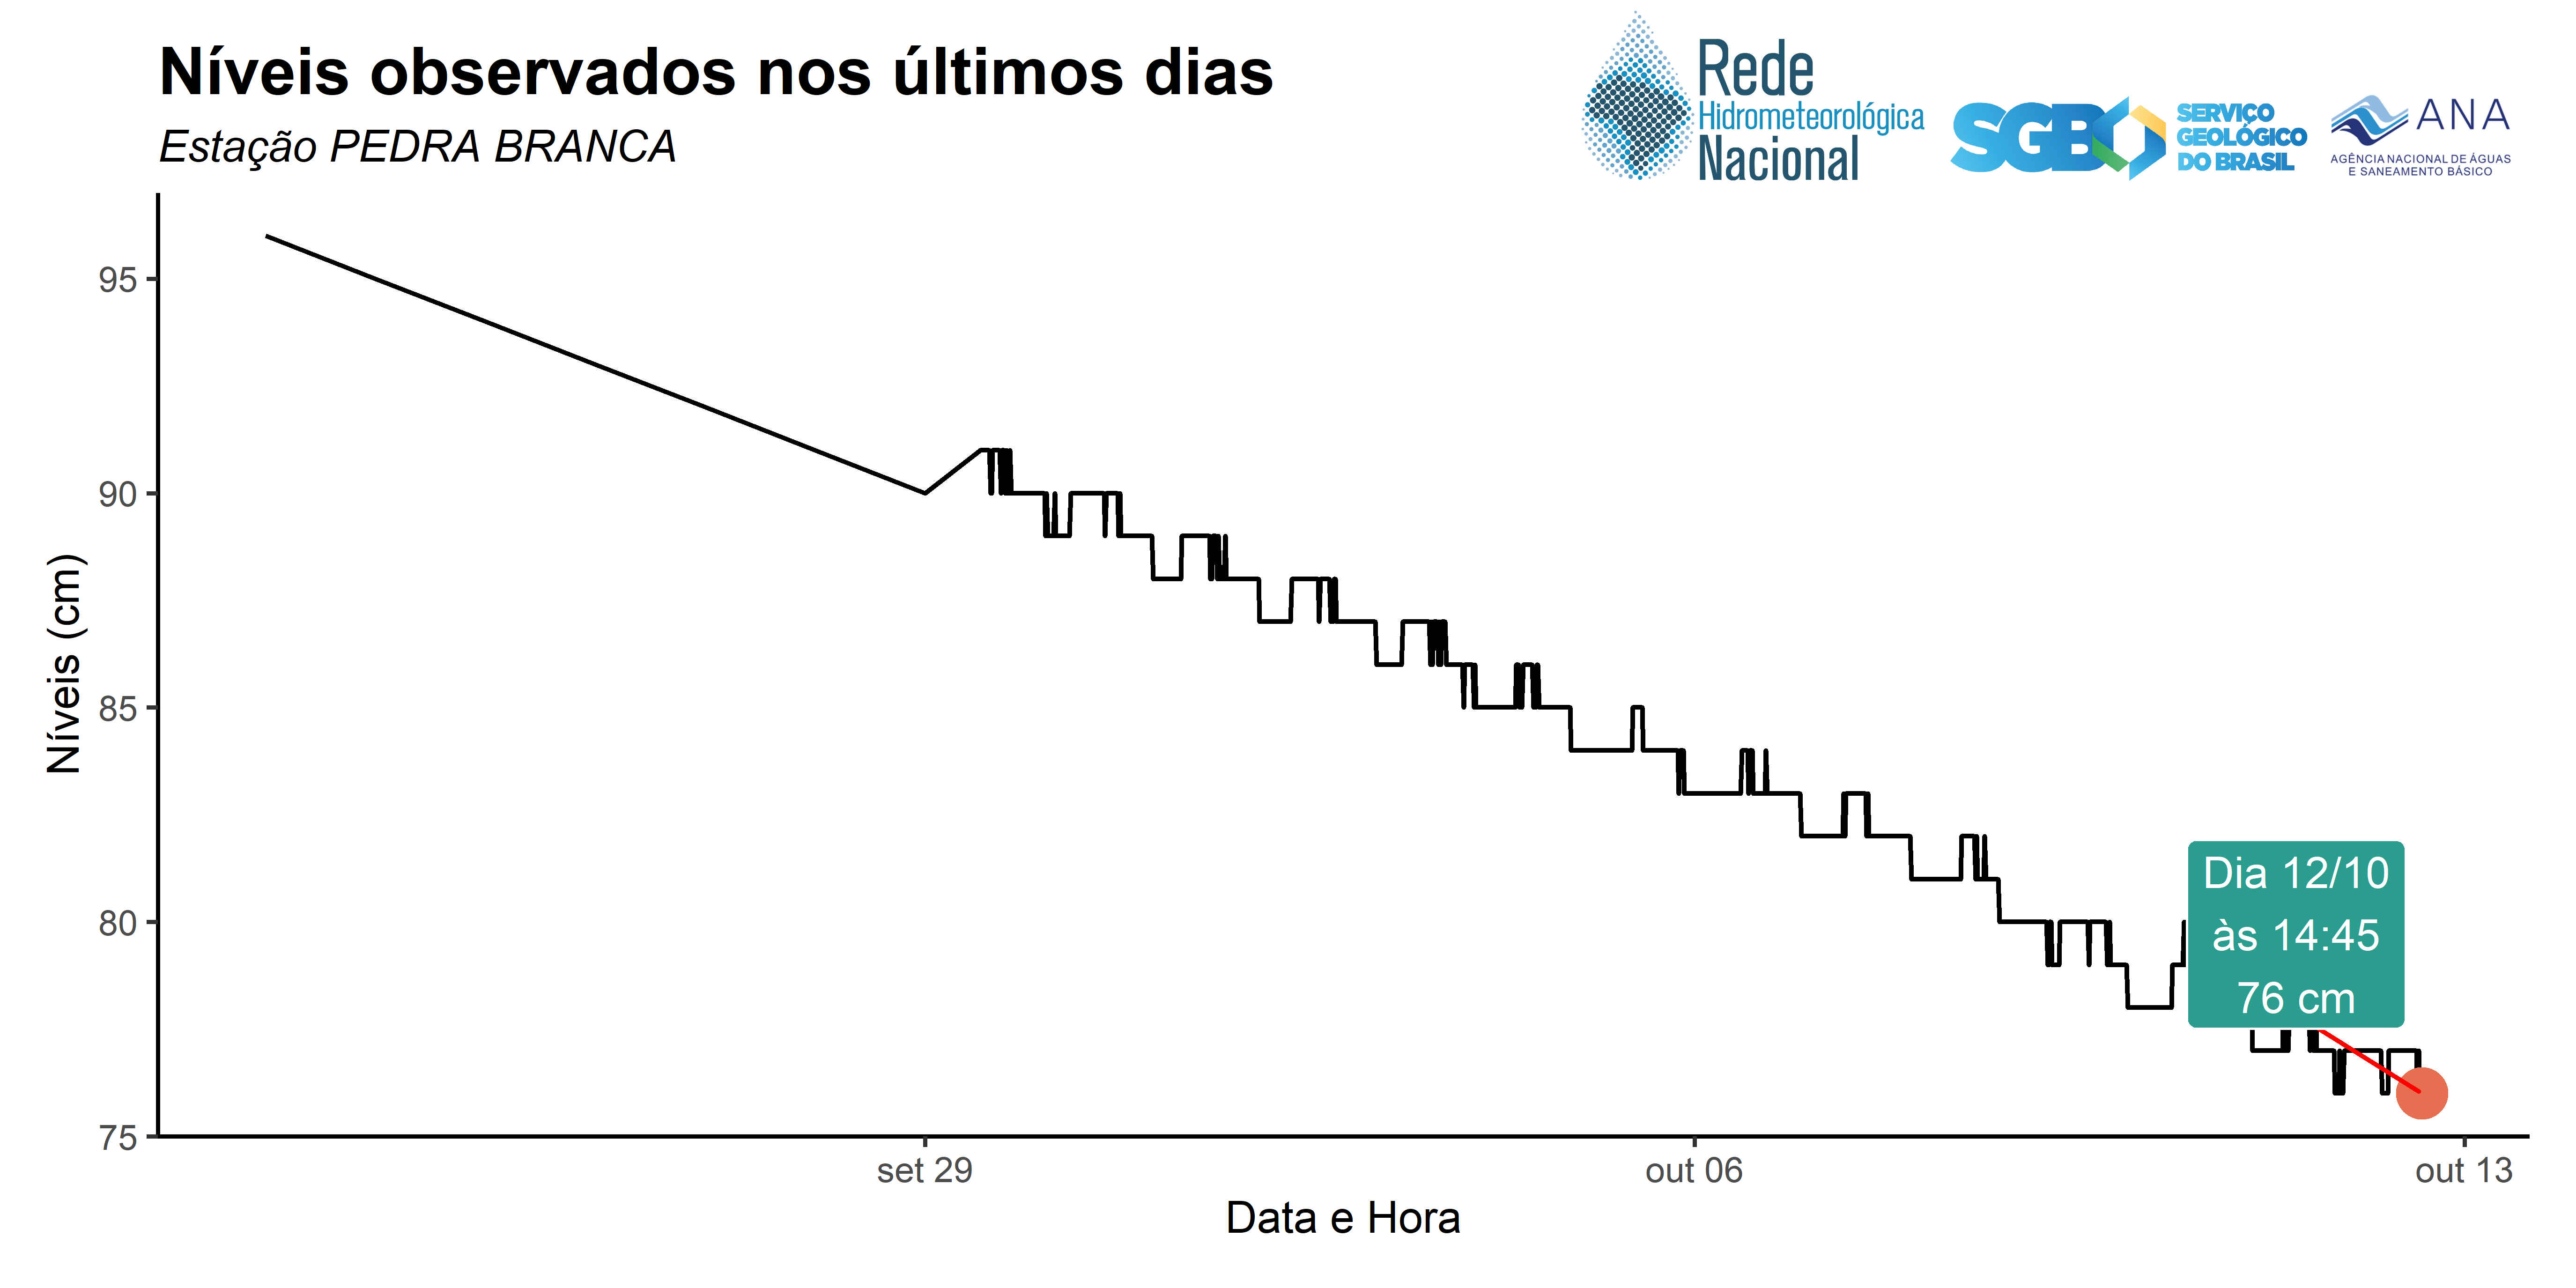 Níveis observados nos últimos dias
Estação PEDRA BRANCA
Rede
Hidrometeorológica
Nacional
SGB
SERVIÇO
GEOLÓGICO
DO BRASIL
ANA
AGÊNCIA NACIONAL DE ÁGUAS
E SANEAMENTO BÁSICO
Níveis (cm)
95
90
85
80
75
Dia 12/10
às 14:45
76 cm
set 29
out 06
out 13
Data e Hora